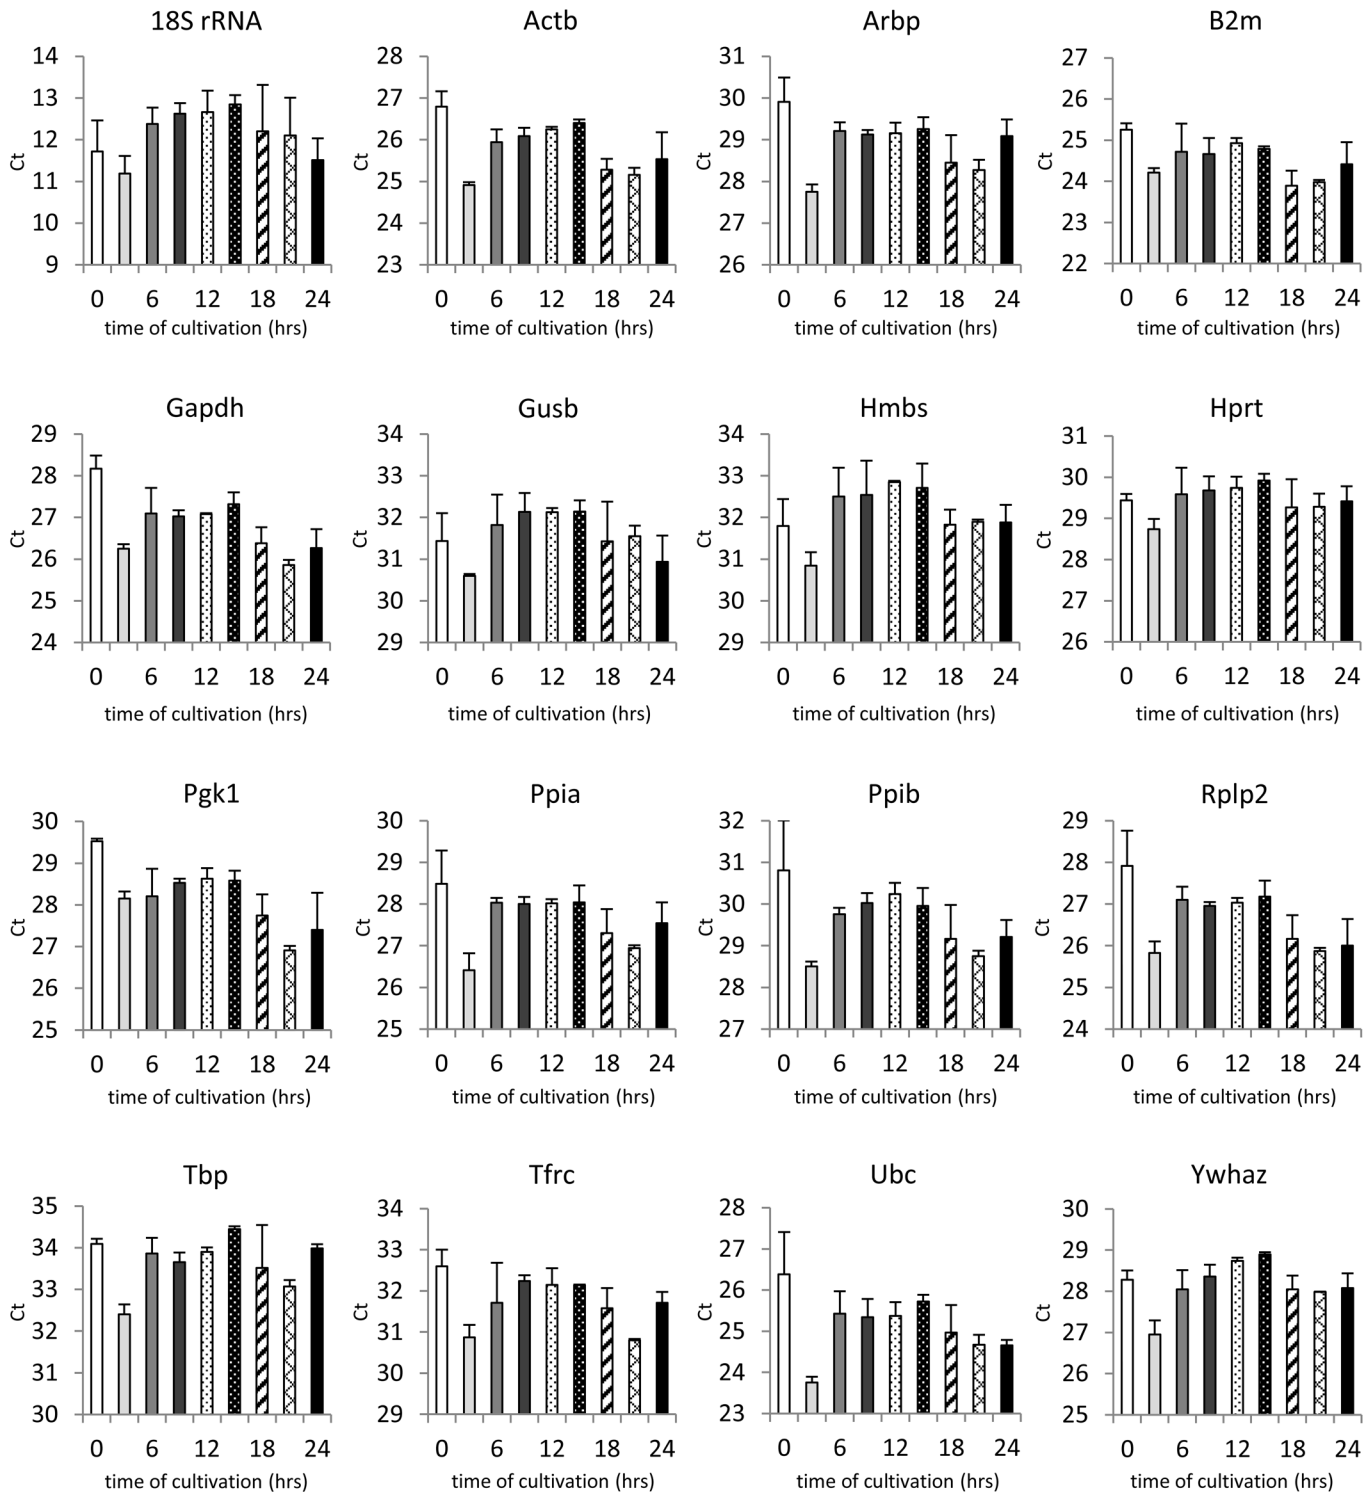 18S rRNA Actb Arbp B2m
14 28 31 27
13 27 30 26
12 26 29 25
11 25 28 24
10 24 27 23
9 23 26 22
Ct Ct Ct Ct
0 6 12 18 24 0 6 12 18 24 0 6 12 18 24 0 6 12 18 24
time of cultivation (hrs) time of cultivation (hrs) time of cultivation (hrs) time of cultivation (hrs)
Gapdh Gusb Hmbs Hprt
29 34 34 31
28 33 33 30
27 32 32 29
26 31 31 28
25 30 30 27
24 29 29 26
Ct Ct Ct Ct
0 6 12 18 24 0 6 12 18 24 0 6 12 18 24 0 6 12 18 24
time of cultivation (hrs) time of cultivation (hrs) time of cultivation (hrs) time of cultivation (hrs)
Pgk1 Ppia Ppib Rplp2
30 30 32 29
29 29 31 28
28 28 30 27
27 27 29 26
26 26 28 25
25 25 27 24
Ct Ct Ct Ct
0 6 12 18 24 0 6 12 18 24 0 6 12 18 24 0 6 12 18 24
time of cultivation (hrs) time of cultivation (hrs) time of cultivation (hrs) time of cultivation (hrs)
Tbp Tfrc Ubc Ywhaz
35 34 28 30
34 33 27 29
33 32 26 28
32 31 25 27
31 30 24 26
30 29 23 25
Ct Ct Ct Ct
0 6 12 18 24 0 6 12 18 24 0 6 12 18 24 0 6 12 18 24
time of cultivation (hrs) time of cultivation (hrs) time of cultivation (hrs) time of cultivation (hrs)